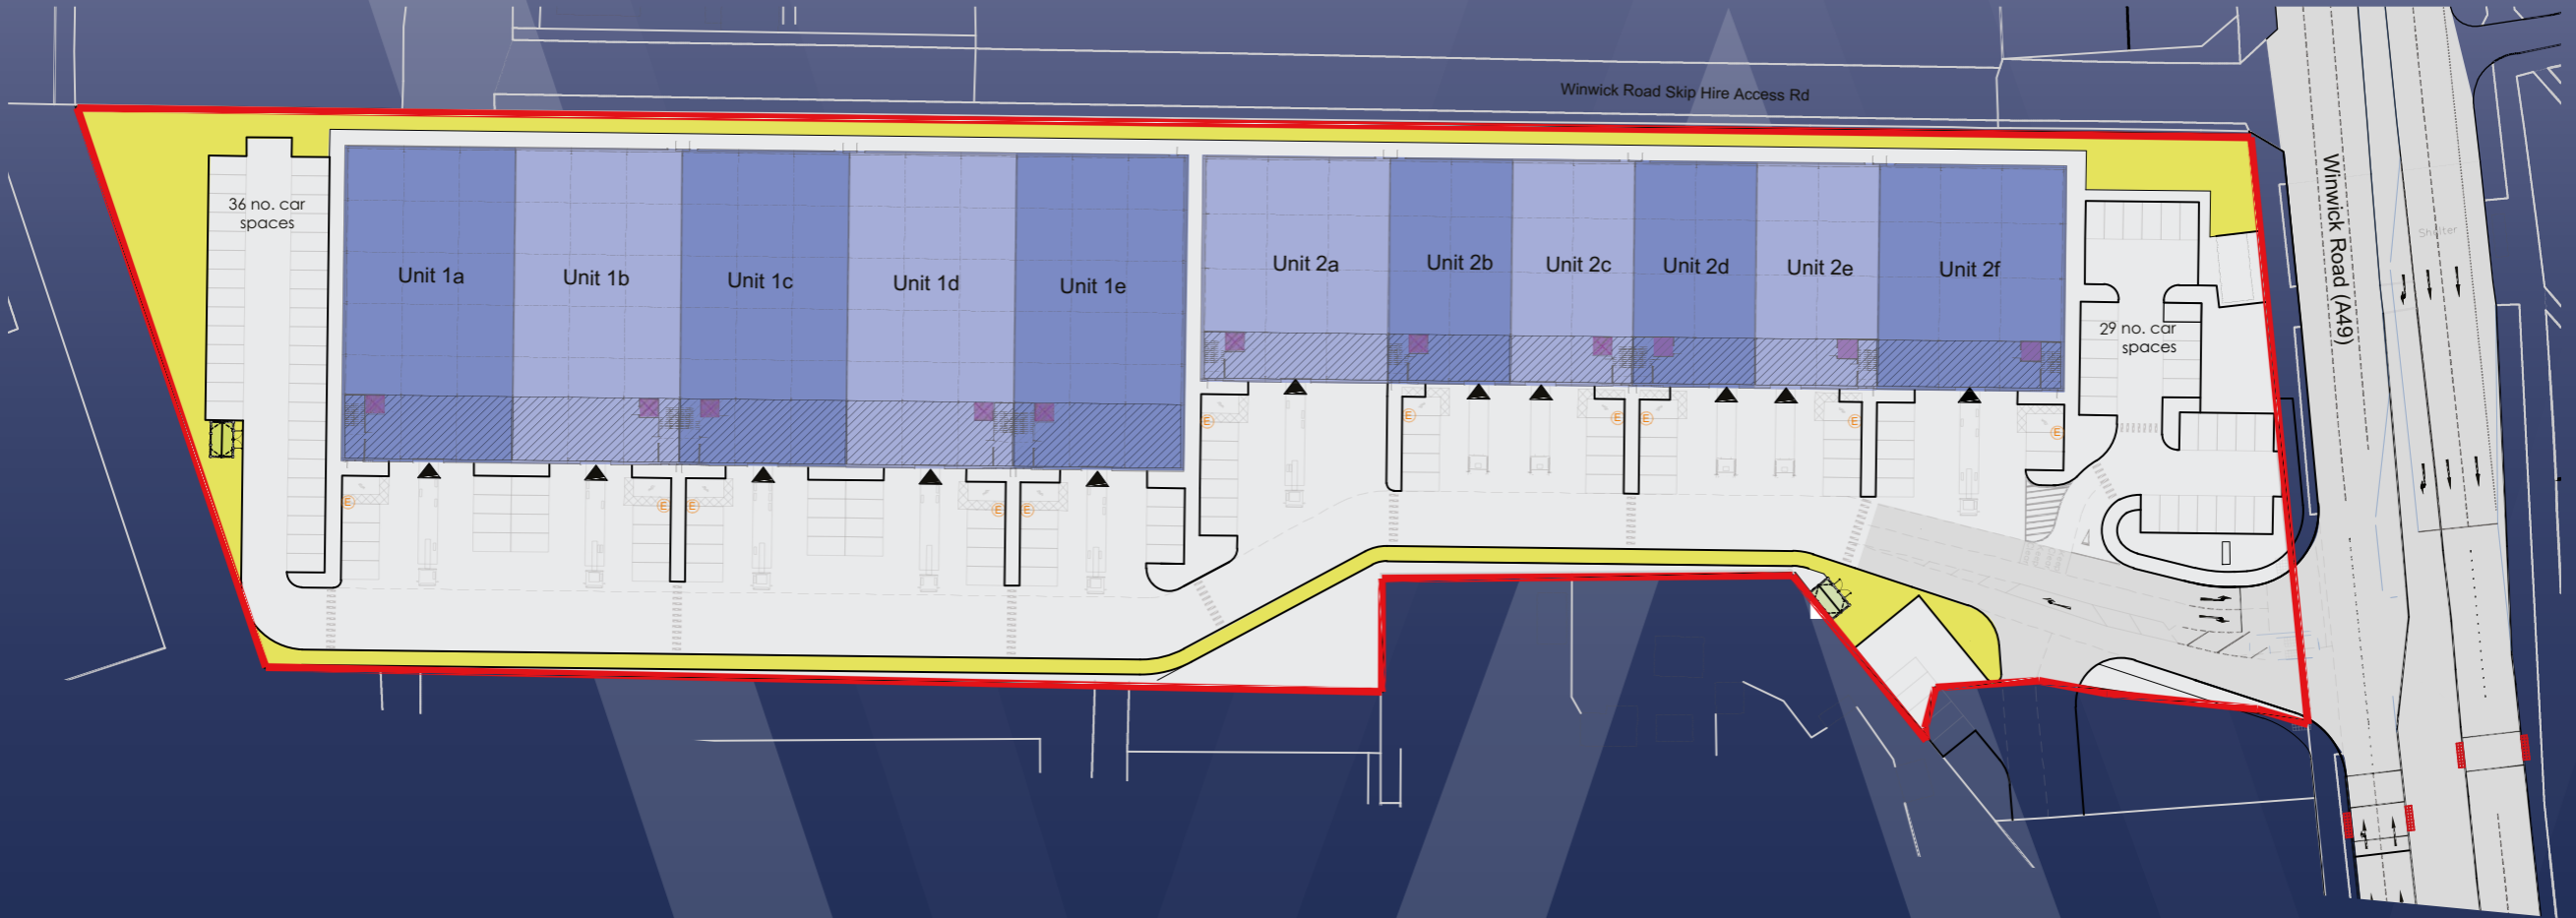 Winwick Road Skip Hire Access Rd
36 no. car
spaces
Unit 1a
Unit 1b
Unit 1c
Unit 1d
Unit 1e
Unit 2a
Unit 2b
Unit 2c
Unit 2d
Unit 2e
Unit 2f
29 no. car
spaces
Winwick Road (A49)
Shelter
E
E
E
E
E
E
E
E
E
E
E